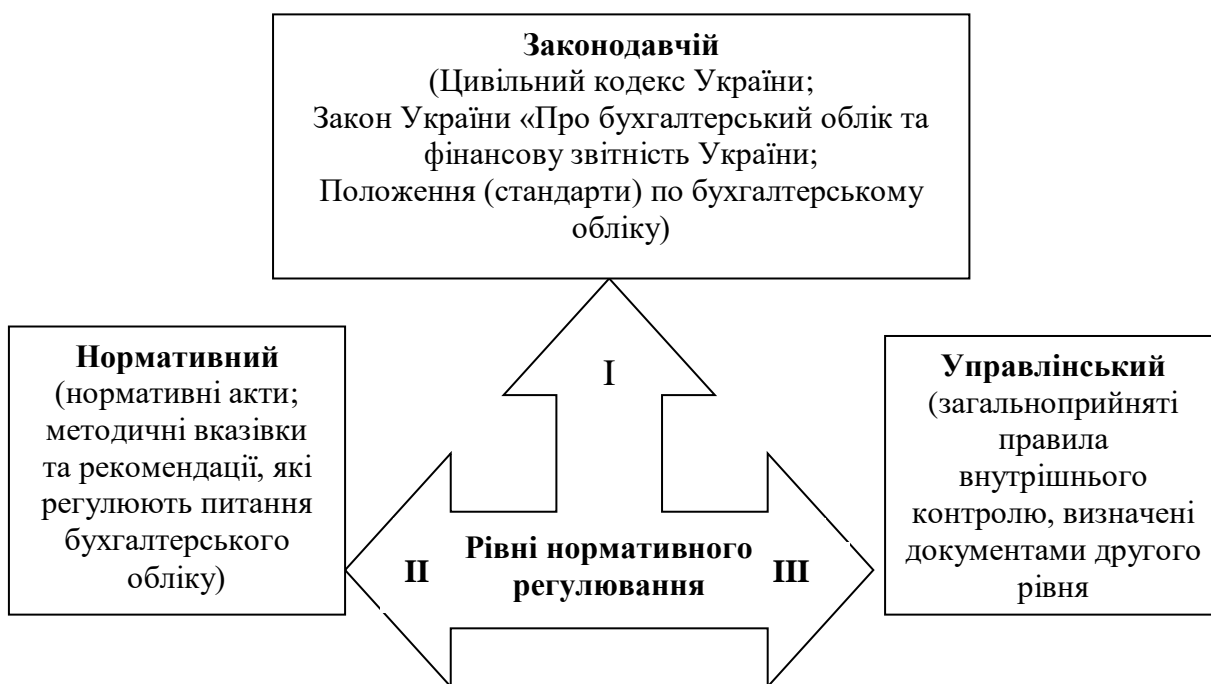 Законодавчій
(Цивільний кодекс України;
Закон України «Про бухгалтерський облік та
фінансову звітність України;
Положення (стандарти) по бухгалтерському
обліку)
I
Нормативний
(нормативні акти;
методичні вказівки
та рекомендації, які
регулюють питання
бухгалтерського
обліку)
Управлінський
(загальноприйняті
правила
внутрішнього
контролю, визначені
документами другого
рівня
II
Рівні нормативного
регулювання
III